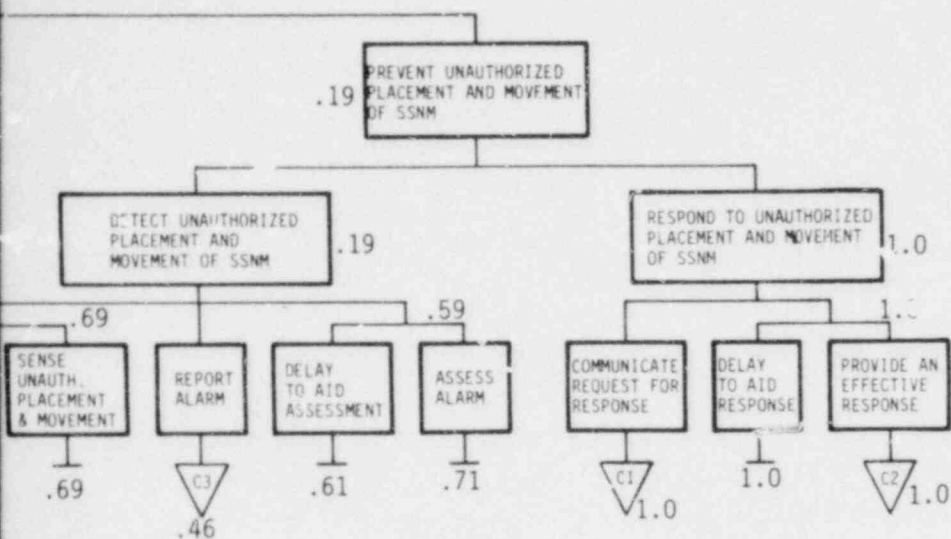 PREVENT UNAUTHORIZED
PLACEMENT AND MOVEMENT
OF SSNM
.19
DETECT UNAUTHORIZED
PLACEMENT AND
MOVEMENT OF SSNM
.19
RESPOND TO UNAUTHORIZED
PLACEMENT AND MOVEMENT
OF SSNM
1.0
.69
.59
SENSE
UNAUTH.
PLACEMENT
& MOVEMENT
REPORT
ALARM
DELAY
TO AID
ASSESSMENT
ASSESS
ALARM
COMMUNICATE
REQUEST FOR
RESPONSE
DELAY
TO AID
RESPONSE
PROVIDE AN
EFFECTIVE
RESPONSE
.69
C3
.46
.61
.71
C1
1.0
1.0
C2
1.0